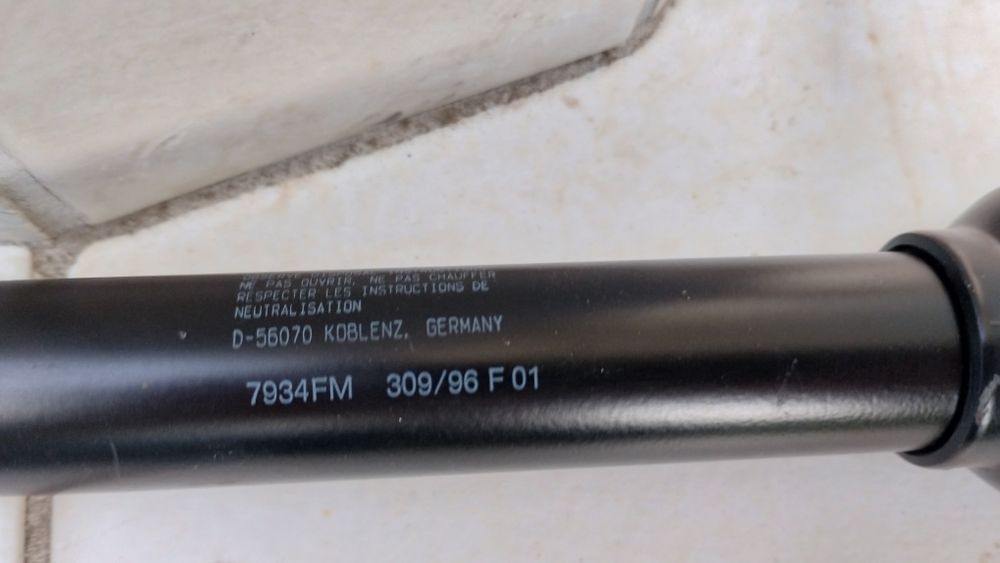 NE PAS OUVRIR, NE PAS CHAUFFER
RESPECTER LES INSTRUCTIONS DE
NEUTRALISATION
D-56070 KOBLENZ, GERMANY
7934FM 309/96 F 01